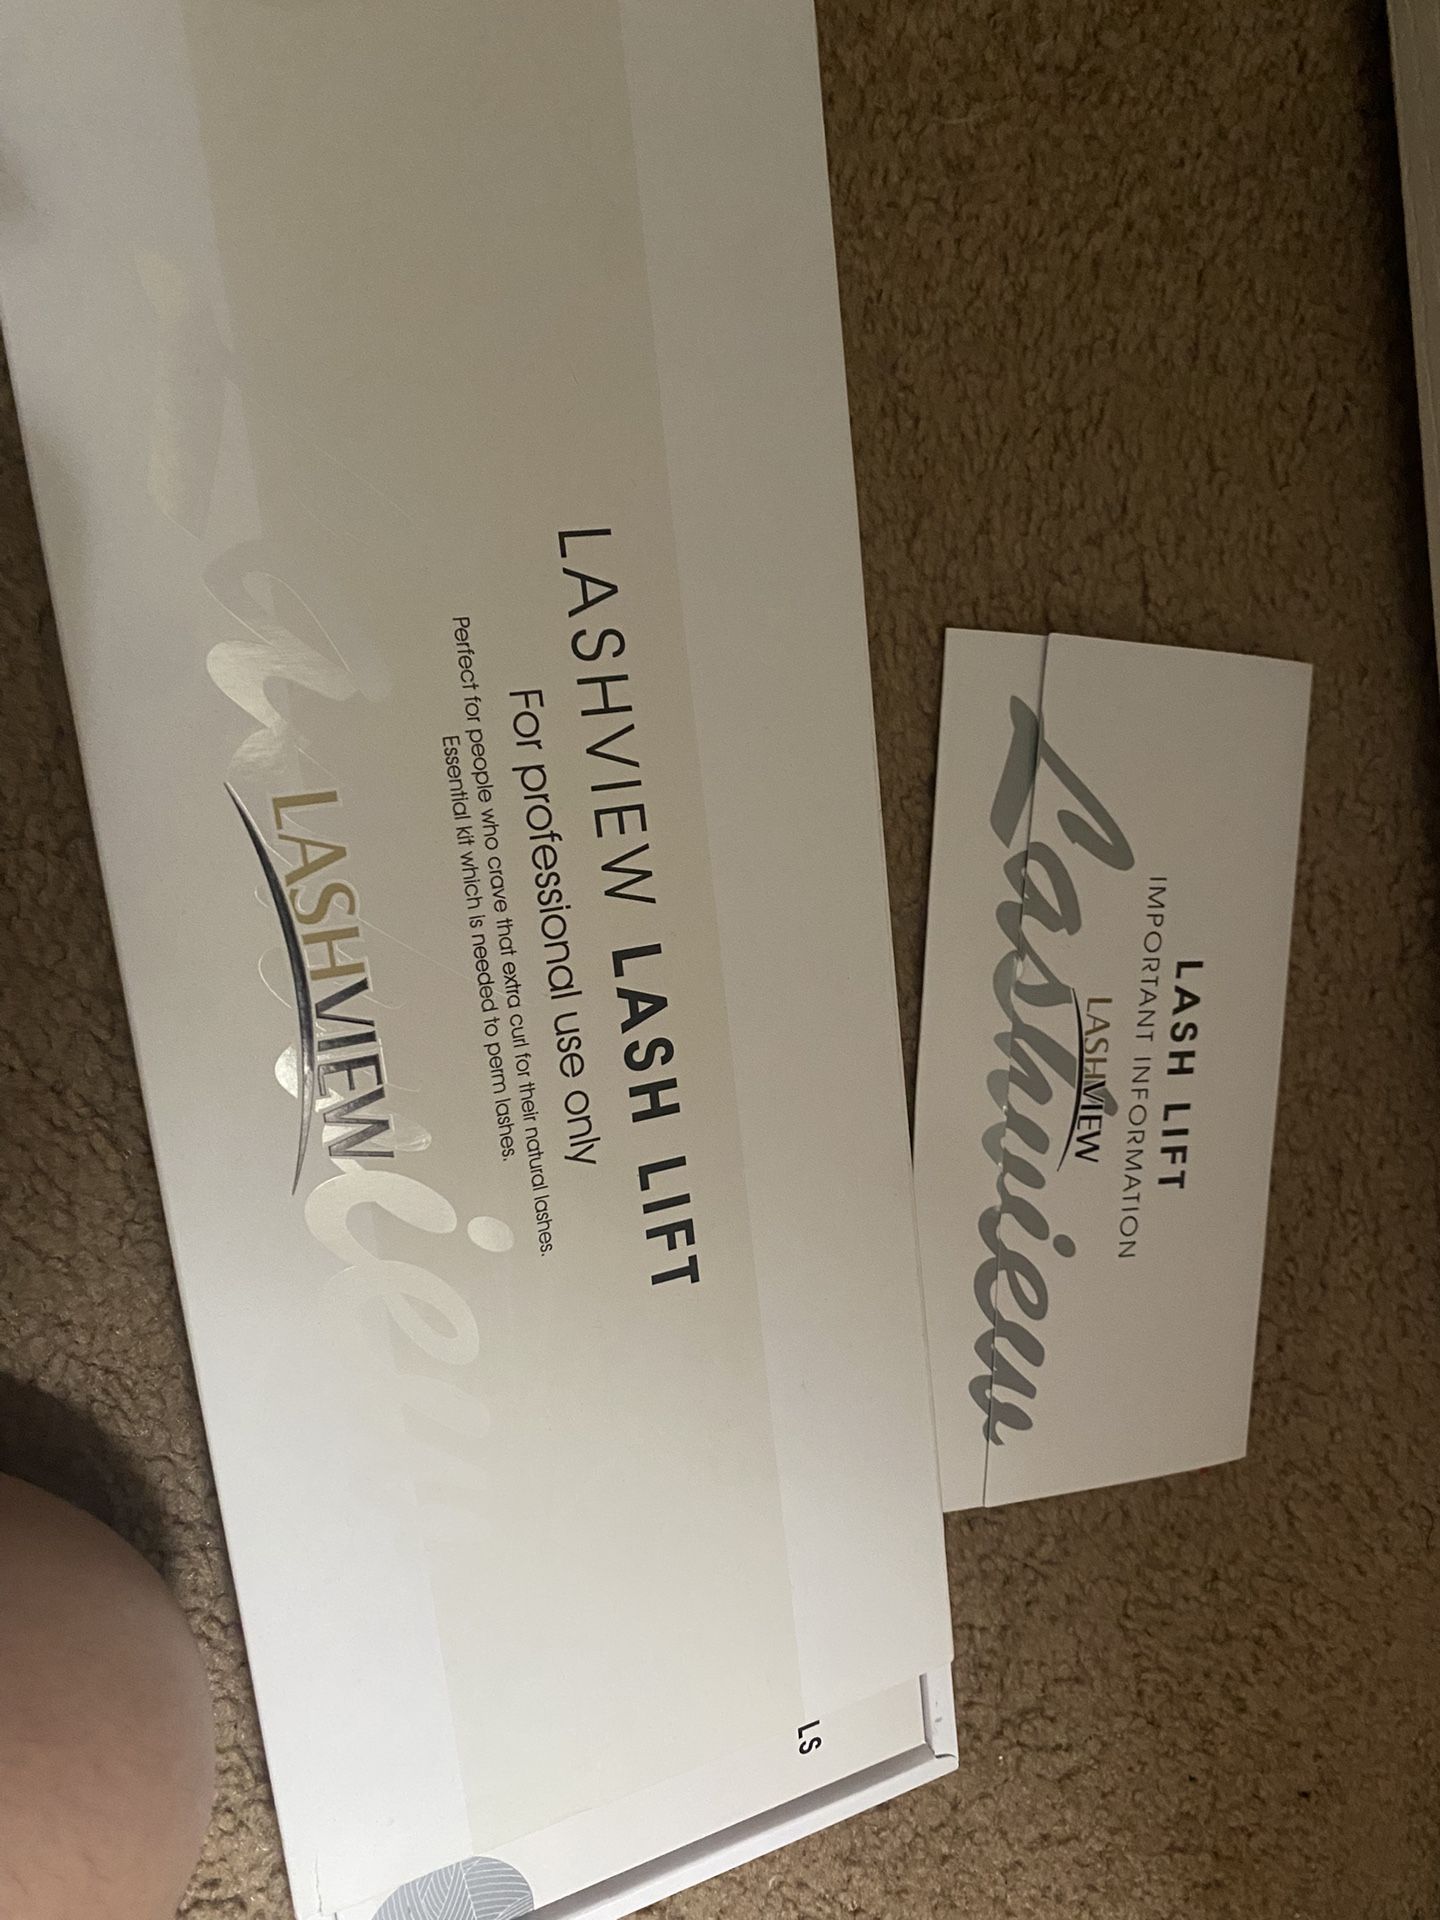 LASHVIEW LASH LIFT
For professional use only
Perfect for people who crave that extra curl for their natural lashes.
Essential kit which is needed to perm lashes.
LASHVIEW
LS
LASH LIFT
IMPORTANT INFORMATION
LASHVIEW
Lashview